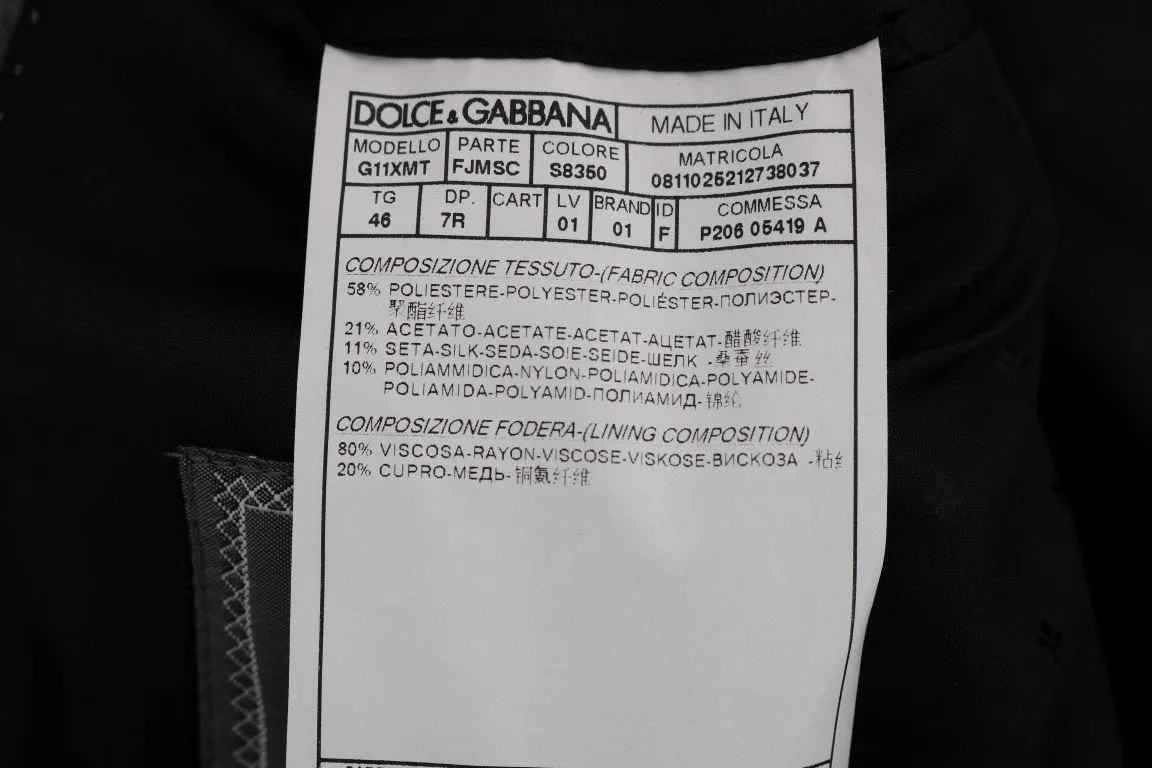 DOLCE & GABBANA MADE IN ITALY
MODELLO PARTE COLORE MATRICOLA
G11XMT FJMSC S8350 0811025212738037
TG DP. CART LV BRAND ID COMMESSA
46 7R 01 01 F P206 05419 A
COMPOSIZIONE TESSUTO-(FABRIC COMPOSITION)
58% POLIESTERE-POLYESTER-POLIÉSTER-ПОЛИЭСТЕР-
聚酯纤维
21% ACETATO-ACETATE-ACETAT-АЦЕТАТ-醋酸纤维
11% SETA-SILK-SEDA-SOIE-SEIDE-ШЕЛК -桑蚕丝
10% POLIAMMIDICA-NYLON-POLIAMIDICA-POLYAMIDE-
POLIAMIDA-POLYAMID-ПОЛИАМИД-锦纶
COMPOSIZIONE FODERA-(LINING COMPOSITION)
80% VISCOSA-RAYON-VISCOSE-VISKOSE-ВИСКОЗА -粘纟
20% CUPRO-МЕДЬ-铜氨纤维